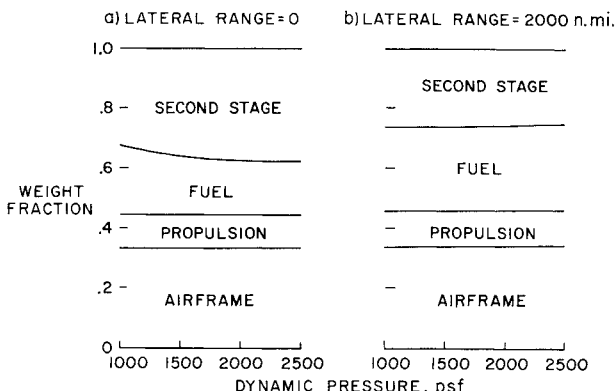 a) LATERAL RANGE=0
b) LATERAL RANGE=2000 n.mi.
1.0
.8
.6
.4
.2
0
WEIGHT
FRACTION
SECOND STAGE
FUEL
PROPULSION
AIRFRAME
SECOND STAGE
FUEL
PROPULSION
AIRFRAME
1000 1500 2000 2500
1000 1500 2000 2500
DYNAMIC PRESSURE, psf